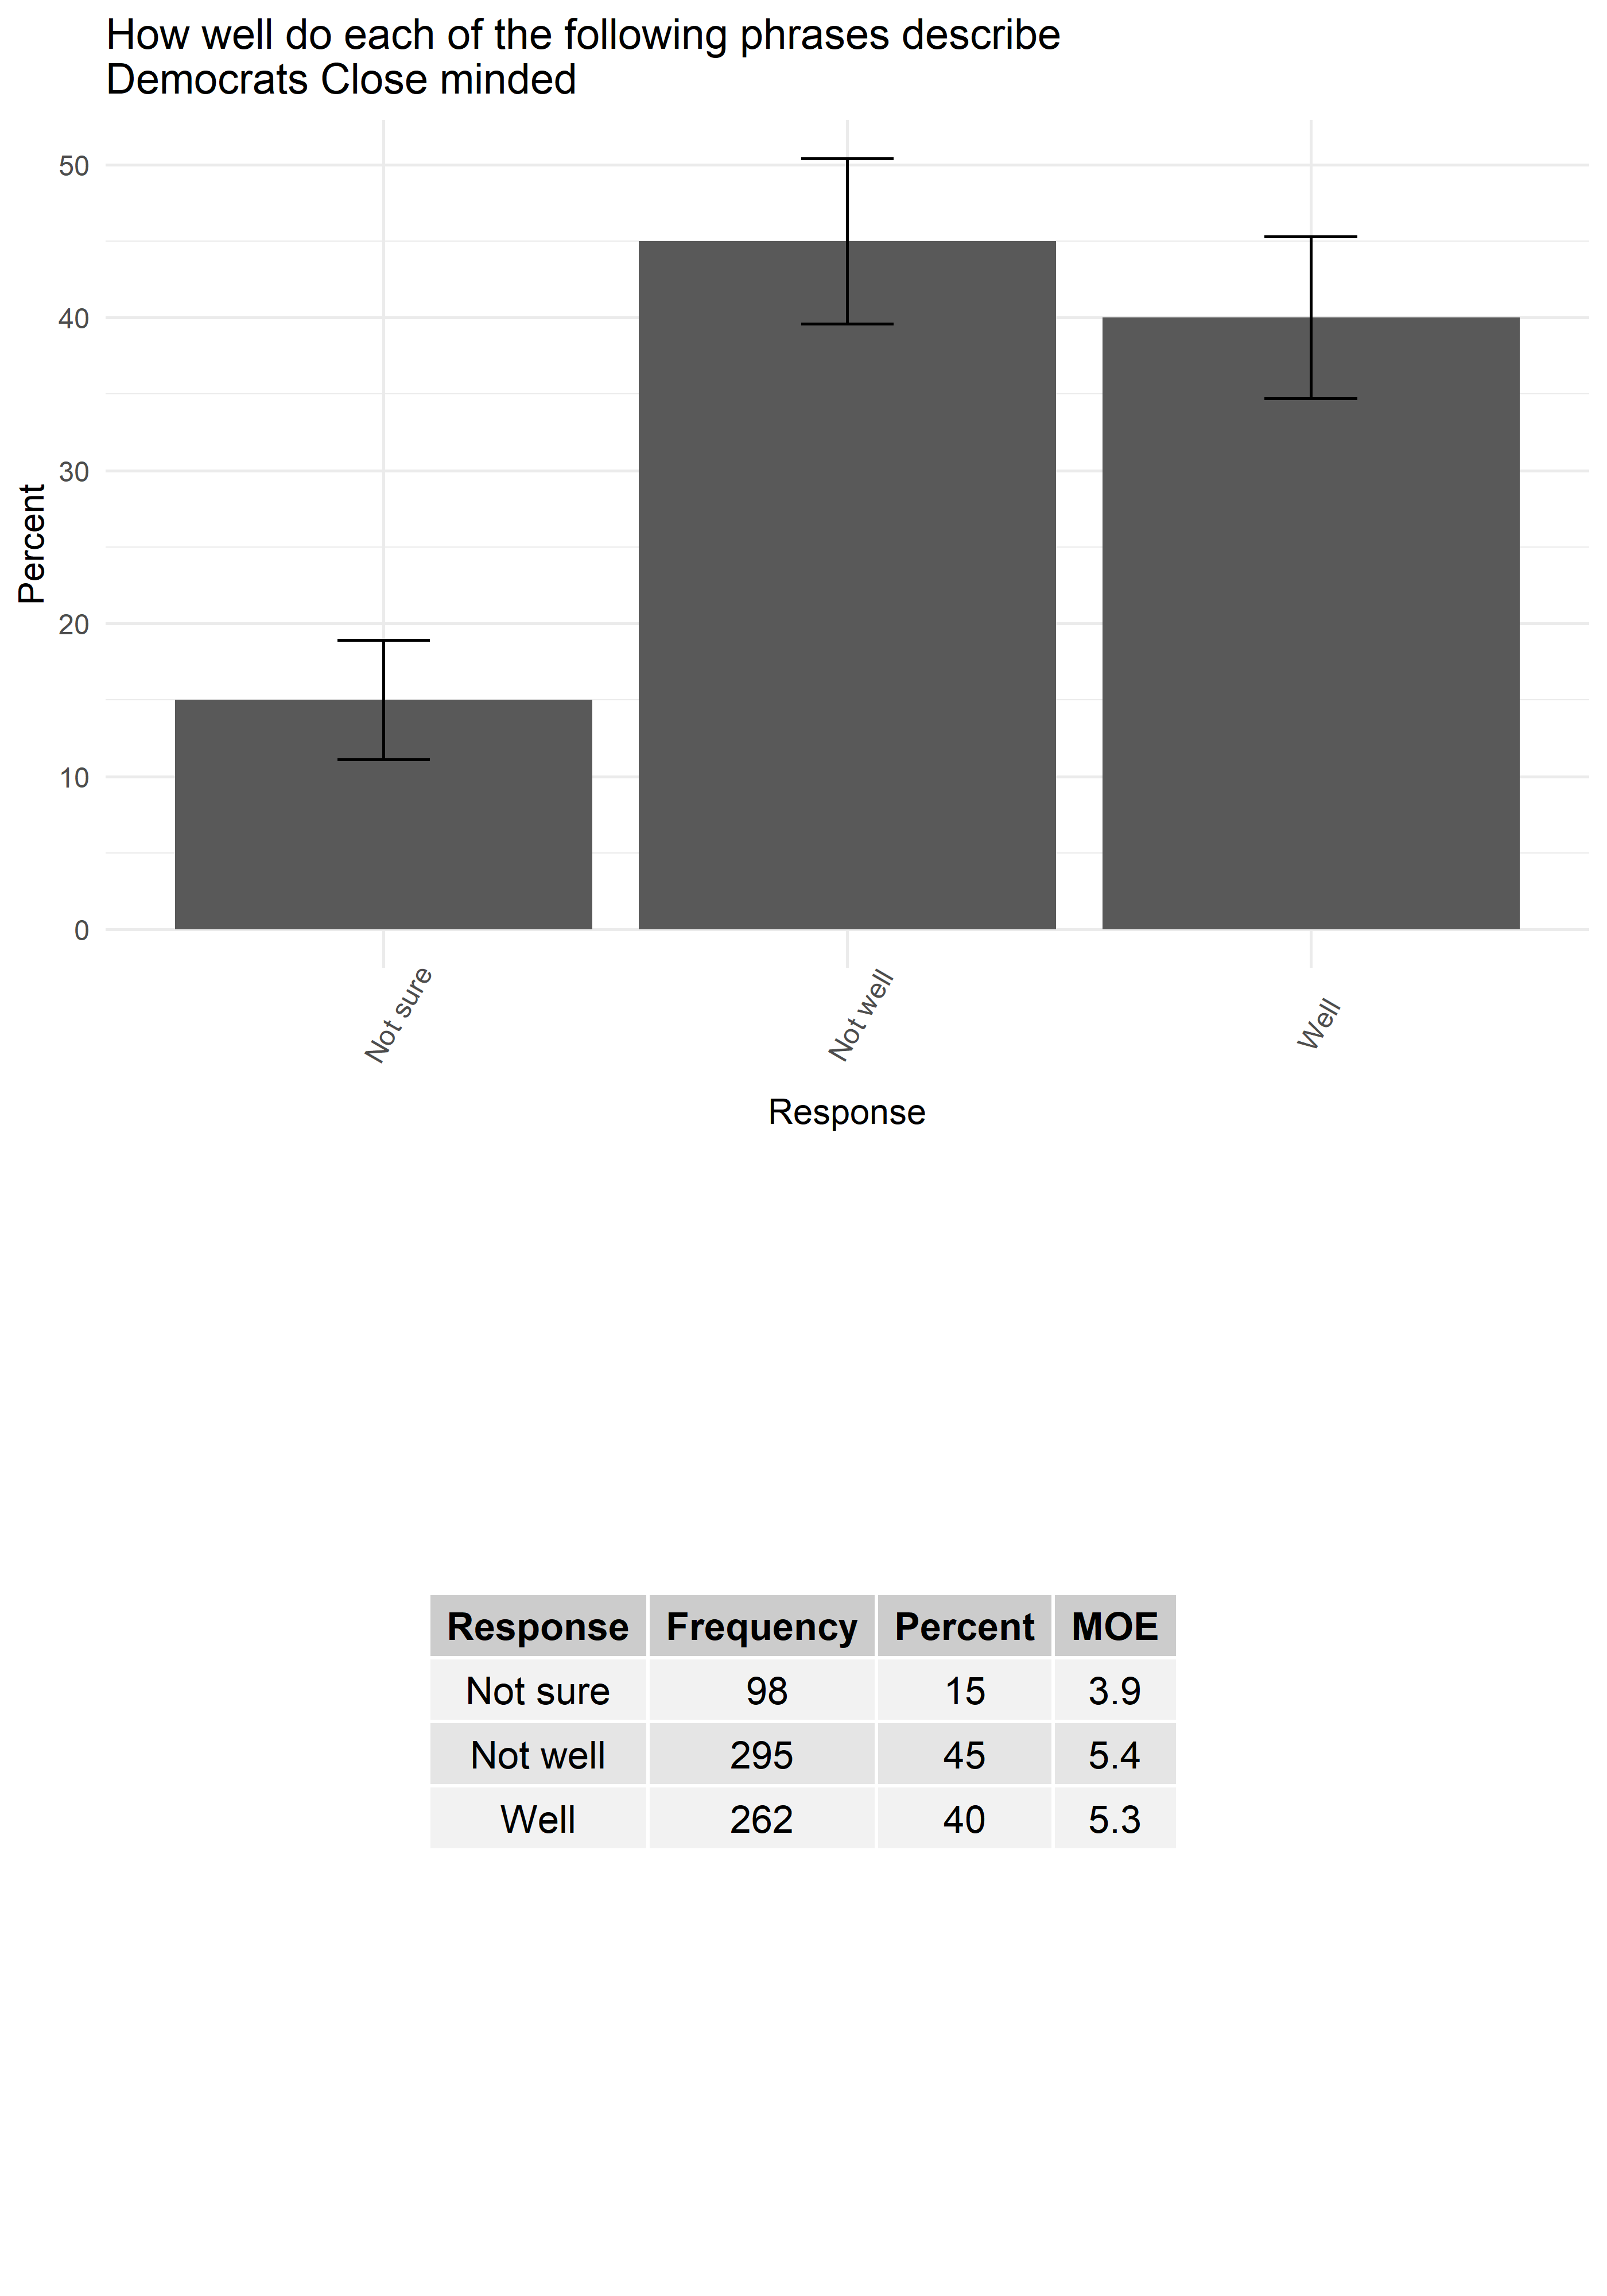 How well do each of the following phrases describe
Democrats Close minded
Percent
50
40
30
20
10
0
Not sure
Not well
Well
Response
Response Frequency Percent MOE
Not sure 98 15 3.9
Not well 295 45 5.4
Well 262 40 5.3